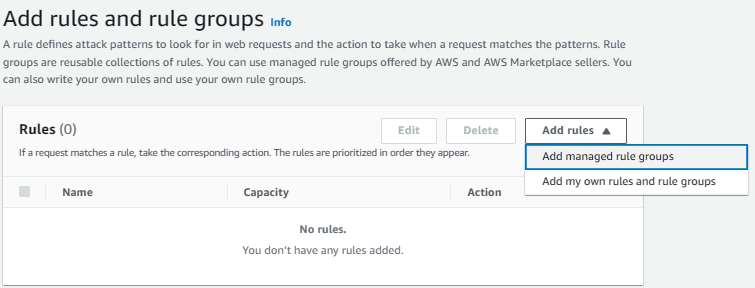 Add rules and rule groups Info
A rule defines attack patterns to look for in web requests and the action to take when a request matches the patterns. Rule
groups are reusable collections of rules. You can use managed rule groups offered by AWS and AWS Marketplace sellers. You
can also write your own rules and use your own rule groups.
Rules (0)
Edit
Delete
Add rules
If a request matches a rule, take the corresponding action. The rules are prioritized in order they appear.
Add managed rule groups
Add my own rules and rule groups
Name
Capacity
Action
No rules.
You don't have any rules added.